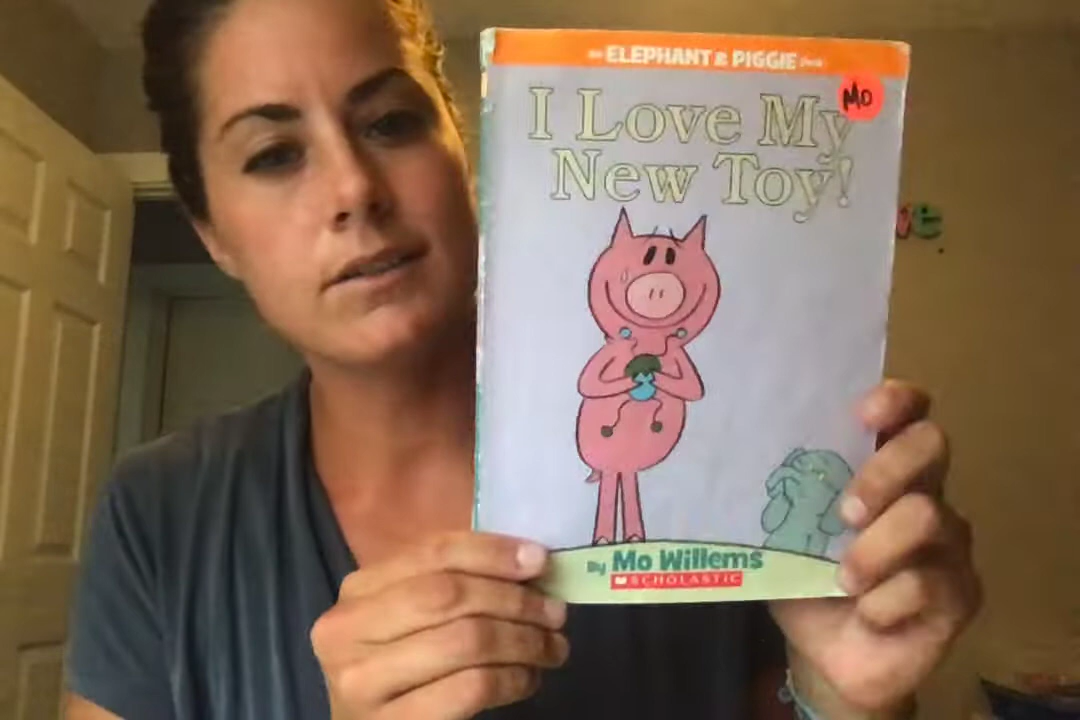 An ELEPHANT & PIGGIE Book
I Love My
New Toy!
Mo
By Mo Willems
SCHOLASTIC